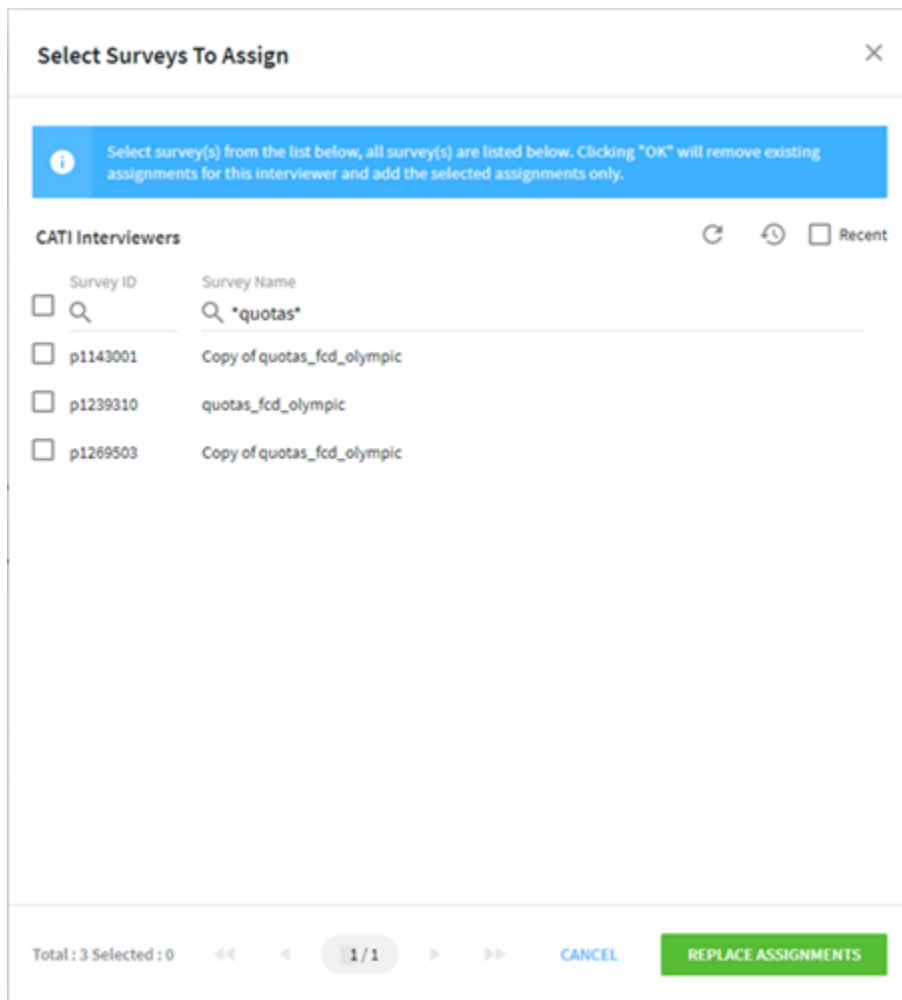 Select Surveys To Assign
Select survey(s) from the list below, all survey(s) are listed below. Clicking "OK" will remove existing
assignments for this interviewer and add the selected assignments only.
CATI Interviewers
Recent
Survey ID Survey Name
*quotas*
p1143001 Copy of quotas_fcd_olympic
p1239310 quotas_fcd_olympic
p1269503 Copy of quotas_fcd_olympic
Total : 3 Selected : 0 1 / 1 CANCEL REPLACE ASSIGNMENTS